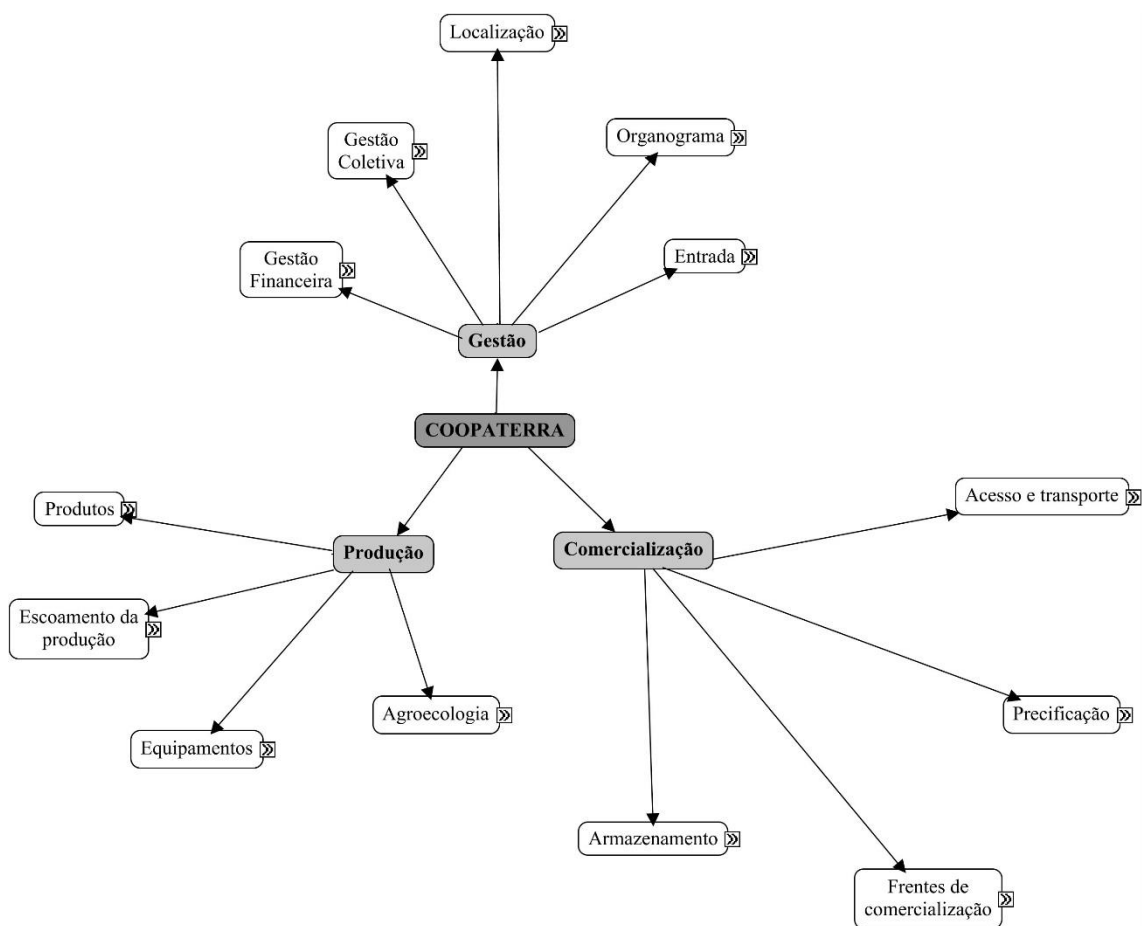 Localização
Gestão
Coletiva
Organograma
Gestão
Financeira
Entrada
Gestão
COOPATERRA
Produtos
Produção
Comercialização
Acesso e transporte
Escoamento da
produção
Equipamentos
Agroecologia
Precificação
Armazenamento
Frentes de
comercialização